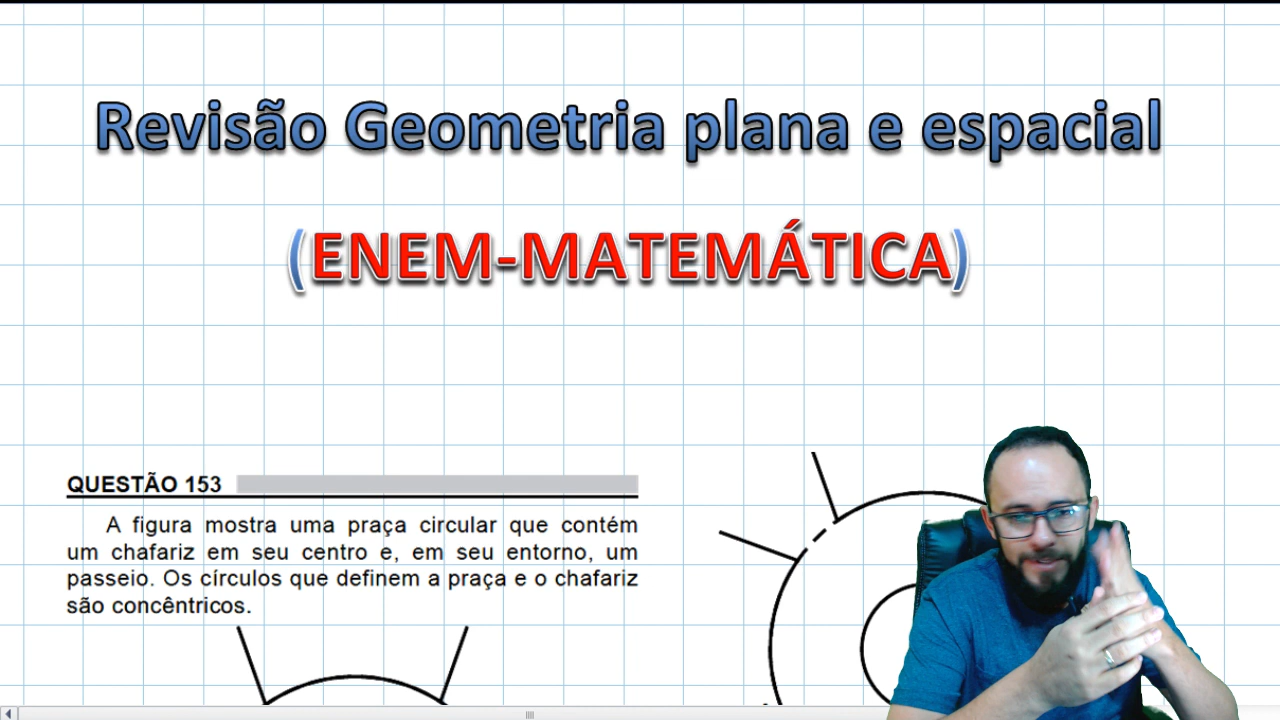 Revisão Geometria plana e espacial
(ENEM-MATEMÁTICA)
QUESTÃO 153
A figura mostra uma praça circular que contém
um chafariz em seu centro e, em seu entorno, um
passeio. Os círculos que definem a praça e o chafariz
são concêntricos.